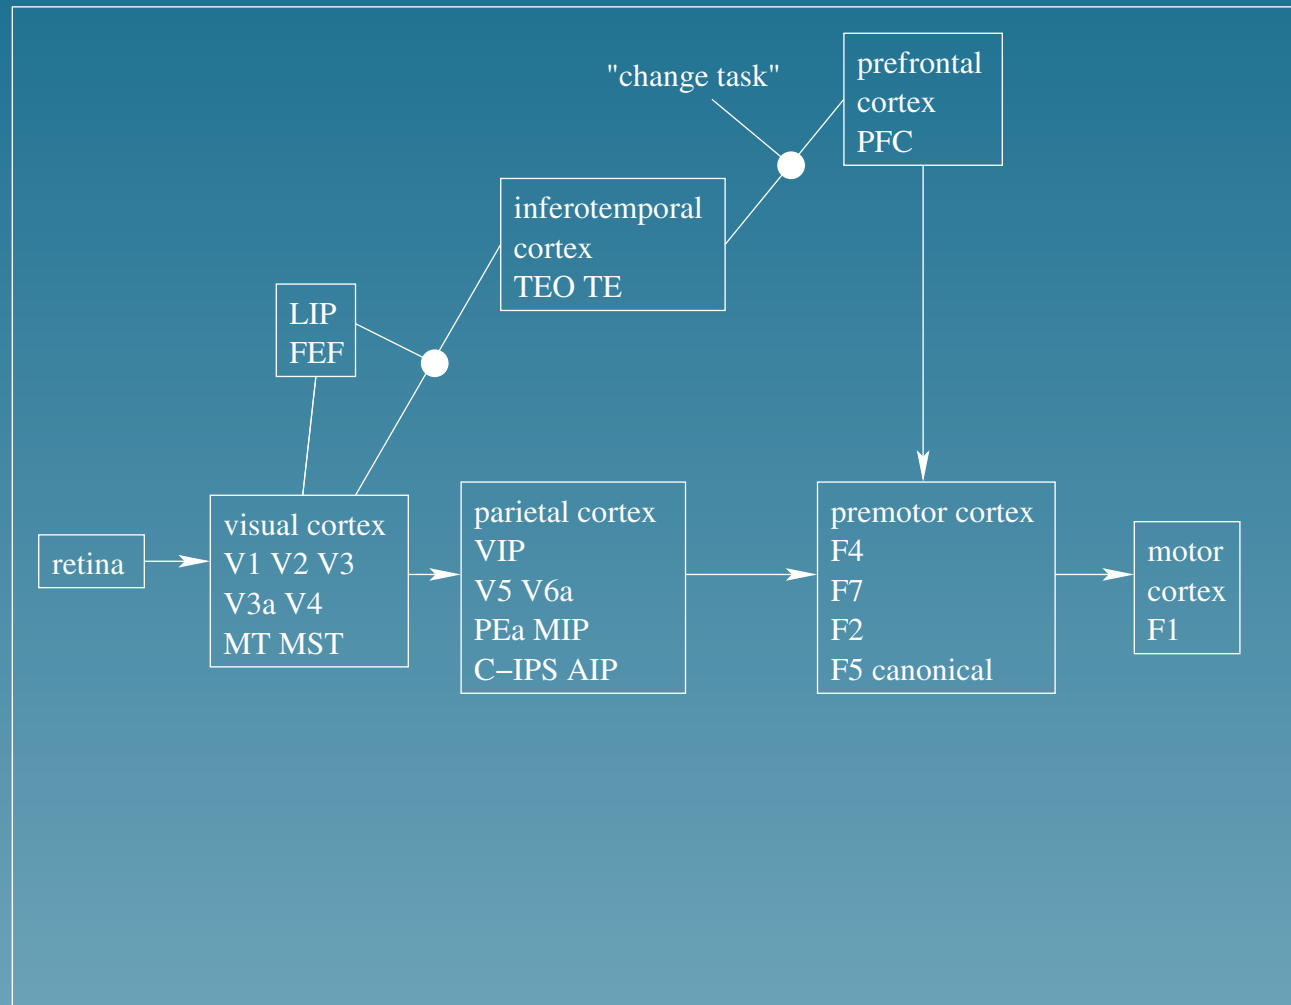 "change task"
prefrontal
cortex
PFC
inferotemporal
cortex
TEO TE
LIP
FEF
retina
visual cortex
V1 V2 V3
V3a V4
MT MST
parietal cortex
VIP
V5 V6a
PEa MIP
C−IPS AIP
premotor cortex
F4
F7
F2
F5 canonical
motor
cortex
F1